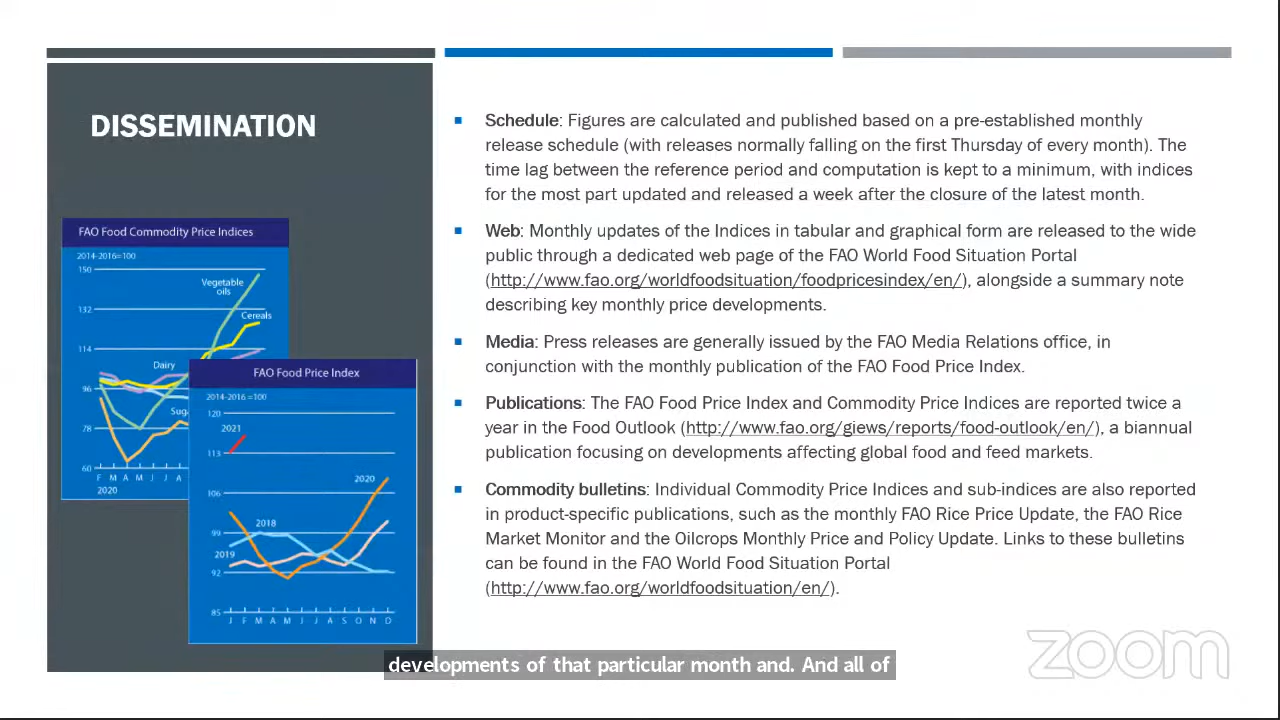 DISSEMINATION
FAO Food Commodity Price Indices
2014-2016=100
150
Vegetable
oils
132
Cereals
114
Dairy
96
78
60
F M A M J J A
2020
FAO Food Price Index
2014-2016=100
120
2021
113
2020
106
2018
99
2019
92
85
J F M A M J J A S O N D
Schedule: Figures are calculated and published based on a pre-established monthly
release schedule (with releases normally falling on the first Thursday of every month). The
time lag between the reference period and computation is kept to a minimum, with indices
for the most part updated and released a week after the closure of the latest month.
Web: Monthly updates of the Indices in tabular and graphical form are released to the wide
public through a dedicated web page of the FAO World Food Situation Portal
(http://www.fao.org/worldfoodsituation/foodpricesindex/en/), alongside a summary note
describing key monthly price developments.
Media: Press releases are generally issued by the FAO Media Relations office, in
conjunction with the monthly publication of the FAO Food Price Index.
Publications: The FAO Food Price Index and Commodity Price Indices are reported twice a
year in the Food Outlook (http://www.fao.org/giews/reports/food-outlook/en/), a biannual
publication focusing on developments affecting global food and feed markets.
Commodity bulletins: Individual Commodity Price Indices and sub-indices are also reported
in product-specific publications, such as the monthly FAO Rice Price Update, the FAO Rice
Market Monitor and the Oilcrops Monthly Price and Policy Update. Links to these bulletins
can be found in the FAO World Food Situation Portal
(http://www.fao.org/worldfoodsituation/en/).
zoom
developments of that particular month and. And all of